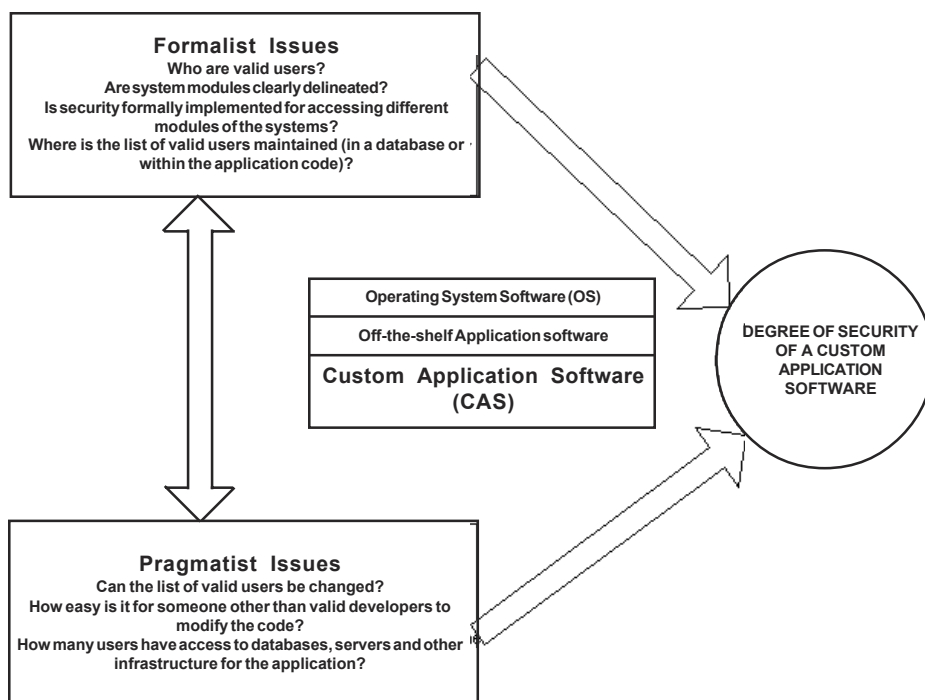 Formalist Issues
Who are valid users?
Are system modules clearly delineated?
Is security formally implemented for accessing different
modules of the systems?
Where is the list of valid users maintained (in a database or
within the application code)?
Operating System Software (OS)
Off-the-shelf Application software
Custom Application Software
(CAS)
DEGREE OF SECURITY
OF A CUSTOM
APPLICATION
SOFTWARE
Pragmatist Issues
Can the list of valid users be changed?
How easy is it for someone other than valid developers to
modify the code?
How many users have access to databases, servers and other
infrastructure for the application?